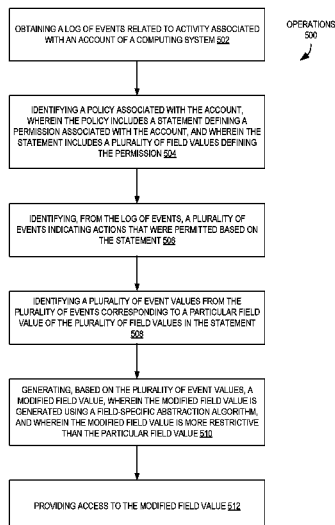 OBTAINING A LOG OF EVENTS RELATED TO ACTIVITY ASSOCIATED
WITH AN ACCOUNT OF A COMPUTING SYSTEM 502
OPERATIONS
500
IDENTIFYING A POLICY ASSOCIATED WITH THE ACCOUNT,
WHEREIN THE POLICY INCLUDES A STATEMENT DEFINING A
PERMISSION ASSOCIATED WITH THE ACCOUNT, AND WHEREIN THE
STATEMENT INCLUDES A PLURALITY OF FIELD VALUES DEFINING
THE PERMISSION 504
IDENTIFYING, FROM THE LOG OF EVENTS, A PLURALITY OF
EVENTS INDICATING ACTIONS THAT WERE PERMITTED BASED ON
THE STATEMENT 506
IDENTIFYING A PLURALITY OF EVENT VALUES FROM THE
PLURALITY OF EVENTS CORRESPONDING TO A PARTICULAR FIELD
VALUE OF THE PLURALITY OF FIELD VALUES IN THE STATEMENT
508
GENERATING, BASED ON THE PLURALITY OF EVENT VALUES, A
MODIFIED FIELD VALUE, WHEREIN THE MODIFIED FIELD VALUE IS
GENERATED USING A FIELD-SPECIFIC ABSTRACTION ALGORITHM,
AND WHEREIN THE MODIFIED FIELD VALUE IS MORE RESTRICTIVE
THAN THE PARTICULAR FIELD VALUE 510
PROVIDING ACCESS TO THE MODIFIED FIELD VALUE 512